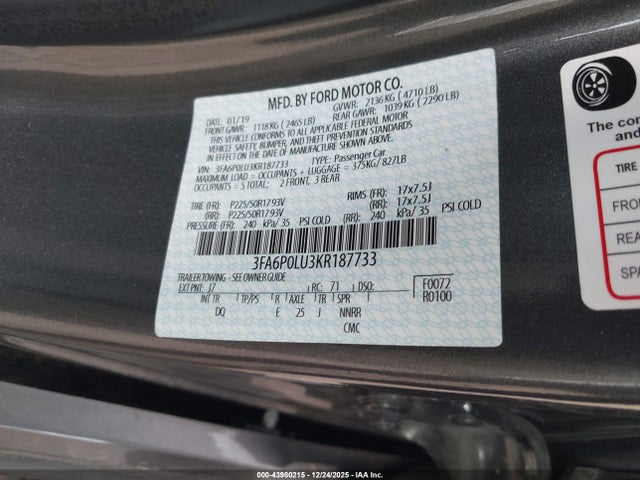 MFD. BY FORD MOTOR CO.
DATE: 01/19 GVWR: 2136 KG ( 4710 LB)
FRONT GAWR: 1118 KG ( 2465 LB) REAR GAWR: 1039 KG ( 2290 LB)
THIS VEHICLE CONFORMS TO ALL APPLICABLE FEDERAL MOTOR
VEHICLE SAFETY, BUMPER, AND THEFT PREVENTION STANDARDS
IN EFFECT ON THE DATE OF MANUFACTURE SHOWN ABOVE.
VIN: 3FA6P0LU3KR187733 TYPE: Passenger Car
MAXIMUM LOAD = OCCUPANTS + LUGGAGE = 375KG/ 827LB
OCCUPANTS = 5 TOTAL; 2 FRONT, 3 REAR
TIRE (FR): P225/50R17 93V RIMS (FR): 17x7.5J
(RR): P225/50R17 93V (RR): 17x7.5J
PRESSURE (FR): 240 kPa/ 35 PSI COLD (RR): 240 kPa/ 35 PSI COLD
3FA6P0LU3KR187733
TRAILER TOWING - SEE OWNER GUIDE
EXT PNT: J7 RC: 71 DSO: F0072
INT TR TP/PS R AXLE TR SPR R0100
DQ E 25 J NNRR
CMC
The con
and
TIRE
FRO
REA
SPA
000-43980215 - 12/24/2025 - IAAI.com